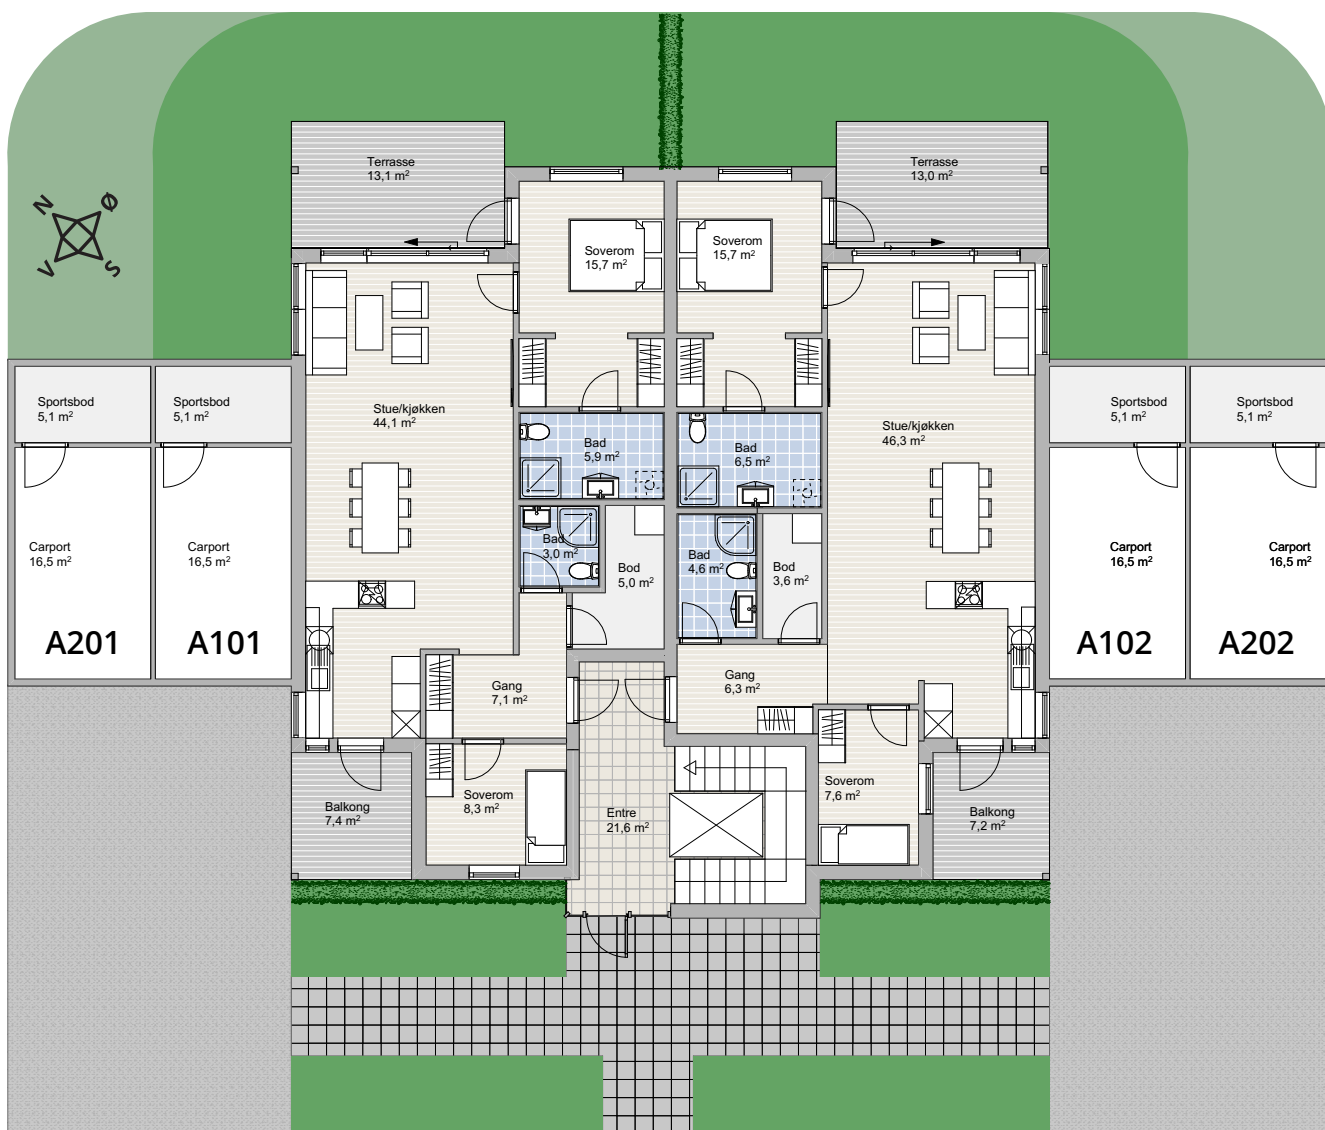 Terrasse
13,1 m²
Terrasse
13,0 m²
N
Ø
V
S
Soverom
15,7 m²
Soverom
15,7 m²
Sportsbod
5,1 m²
Sportsbod
5,1 m²
Stue/kjøkken
44,1 m²
Bad
5,9 m²
Bad
6,5 m²
Stue/kjøkken
46,3 m²
Sportsbod
5,1 m²
Sportsbod
5,1 m²
Carport
16,5 m²
Carport
16,5 m²
Bad
3,0 m²
Bod
5,0 m²
Bad
4,6 m²
Bod
3,6 m²
Carport
16,5 m²
Carport
16,5 m²
A201
A101
A102
A202
Gang
7,1 m²
Gang
6,3 m²
Balkong
7,4 m²
Soverom
8,3 m²
Entre
21,6 m²
Soverom
7,6 m²
Balkong
7,2 m²